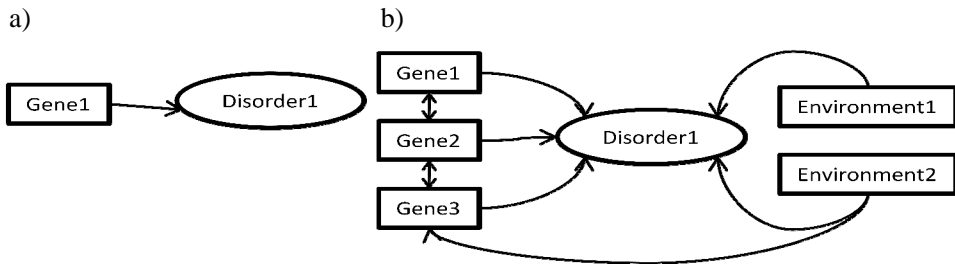 a)
Gene1
Disorder1
b)
Gene1
Gene2
Gene3
Disorder1
Environment1
Environment2